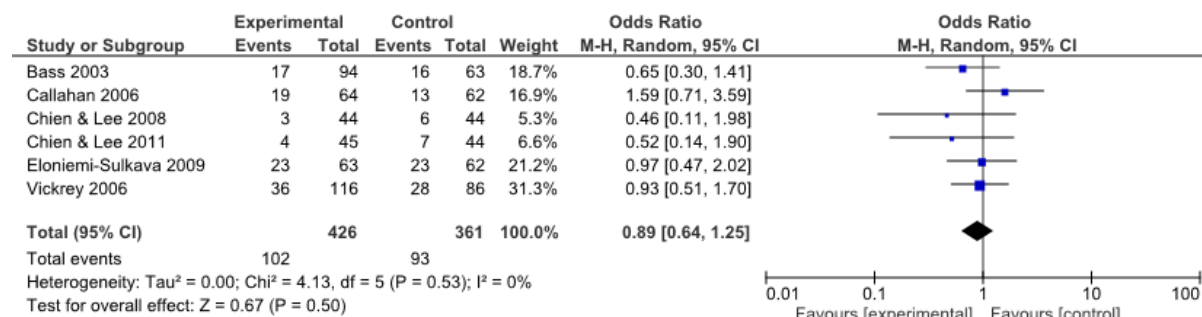 Experimental Control Odds Ratio Odds Ratio
Study or Subgroup Events Total Events Total Weight M-H, Random, 95% CI M-H, Random, 95% CI
Bass 2003 17 94 16 63 18.7% 0.65 [0.30, 1.41]
Callahan 2006 19 64 13 62 16.9% 1.59 [0.71, 3.59]
Chien & Lee 2008 3 44 6 44 5.3% 0.46 [0.11, 1.98]
Chien & Lee 2011 4 45 7 44 6.6% 0.52 [0.14, 1.90]
Eloniemi-Sulkava 2009 23 63 23 62 21.2% 0.97 [0.47, 2.02]
Vickrey 2006 36 116 28 86 31.3% 0.93 [0.51, 1.70]
Total (95% CI) 426 361 100.0% 0.89 [0.64, 1.25]
Total events 102 93
Heterogeneity: Tau² = 0.00; Chi² = 4.13, df = 5 (P = 0.53); I² = 0%
Test for overall effect: Z = 0.67 (P = 0.50)
0.01 0.1 1 10 100
Favours [experimental] Favours [control]